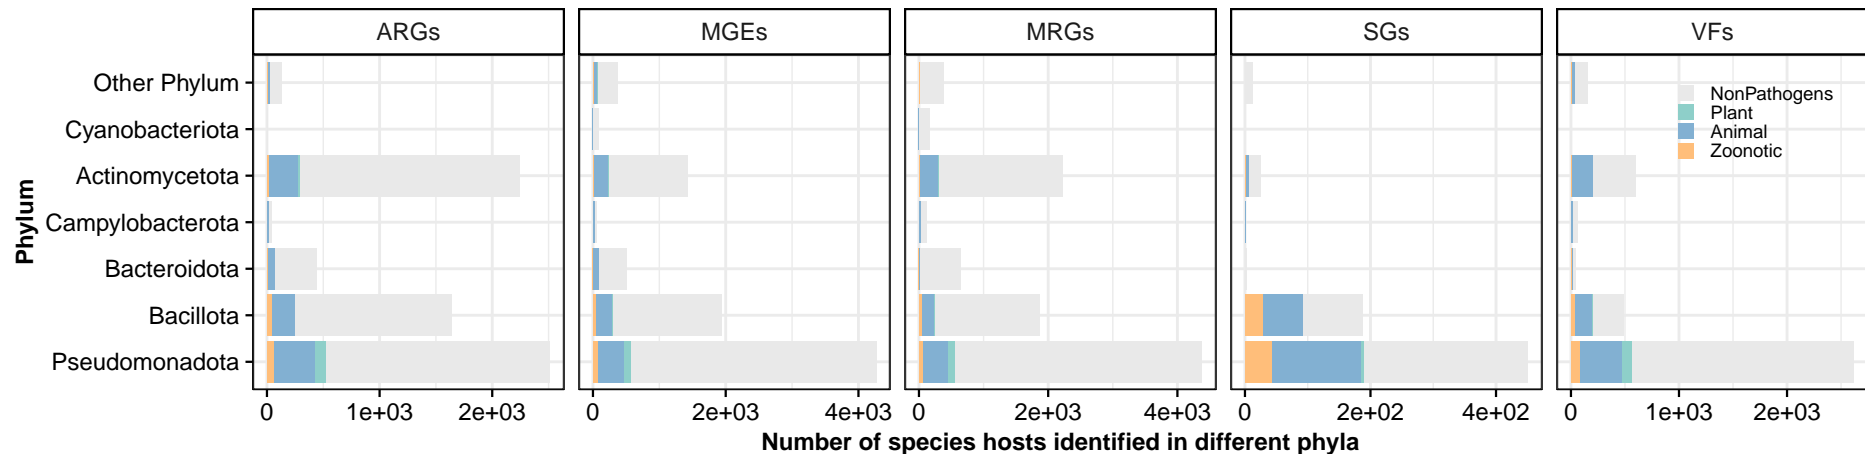 ARGs MGEs MRGs SGs VFs
Other Phylum
Cyanobacteriota
Actinomycetota
Campylobacterota
Bacteroidota
Bacillota
Pseudomonadota
Phylum
NonPathogens
Plant
Animal
Zoonotic
0 1e+03 2e+03 0 2e+03 4e+03 0 2e+03 4e+03 0 2e+02 4e+02 0 1e+03 2e+03
Number of species hosts identified in different phyla